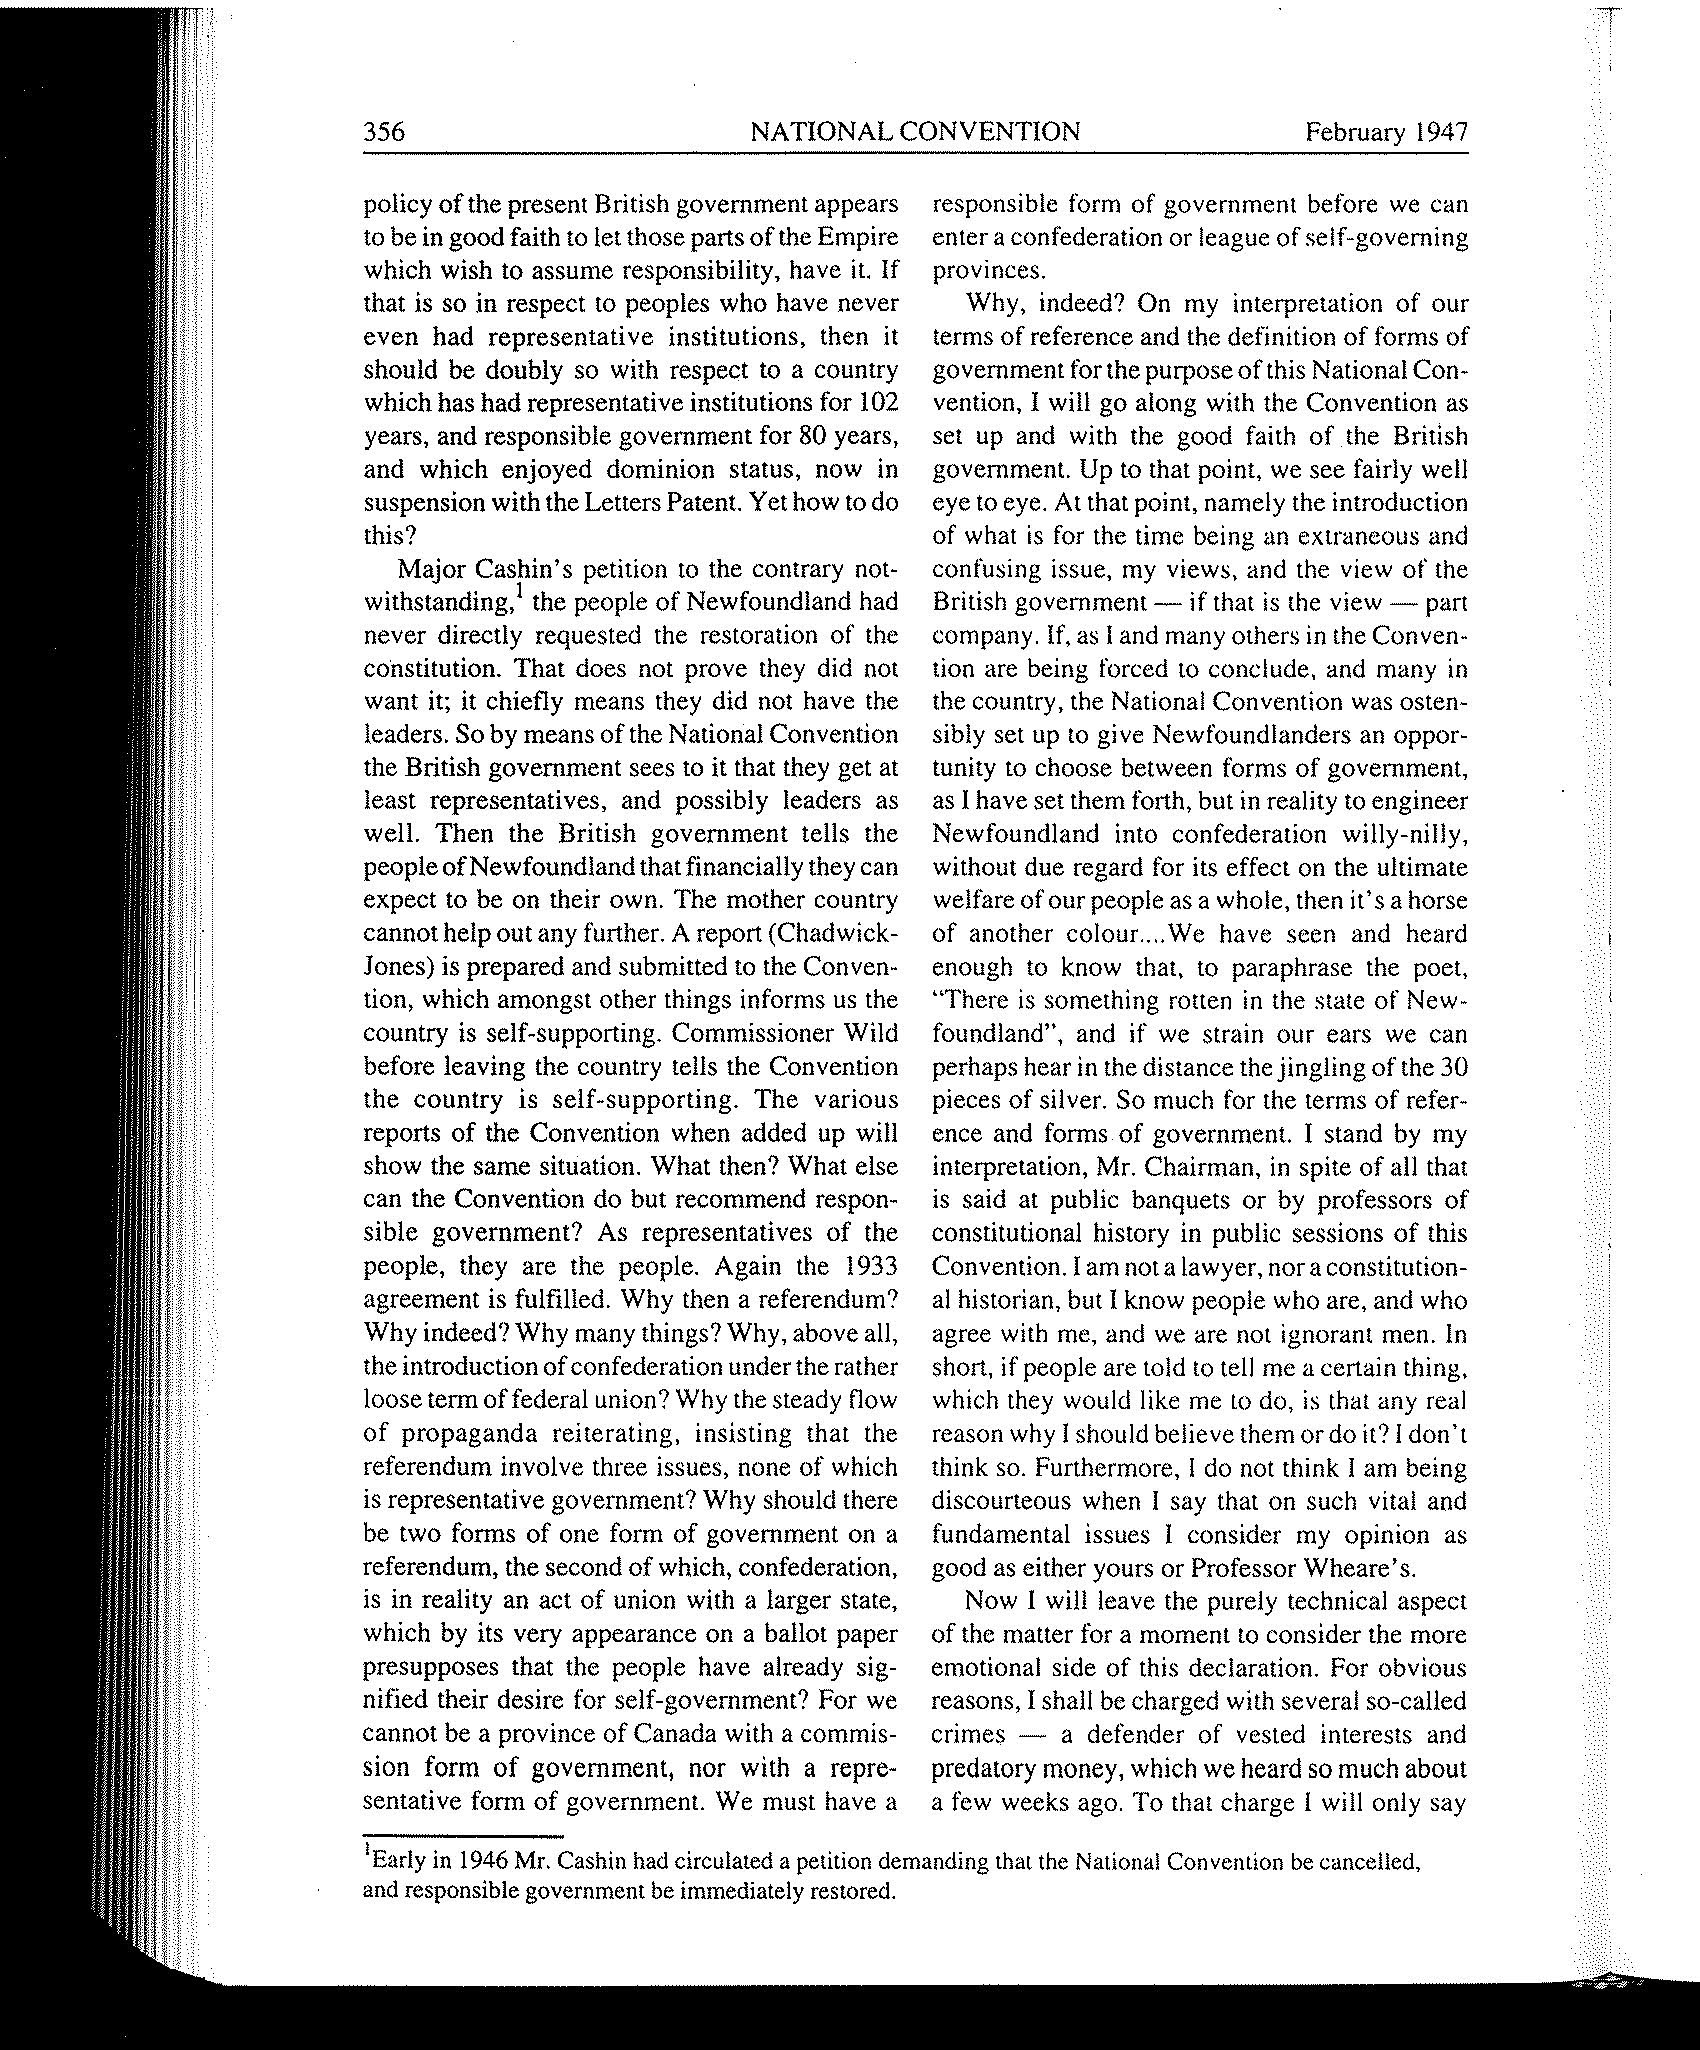 356 NATIONAL CONVENTION February 1947
policy of the present British government appears
to be in good faith to let those parts of the Empire
which wish to assume responsibility, have it. If
that is so in respect to peoples who have never
even had representative institutions, then it
should be doubly so with respect to a country
which has had representative institutions for 102
years, and responsible government for 80 years,
and which enjoyed dominion status, now in
suspension with the Letters Patent. Yet how to do
this?
Major Cashin's petition to the contrary not-
withstanding,¹ the people of Newfoundland had
never directly requested the restoration of the
constitution. That does not prove they did not
want it; it chiefly means they did not have the
leaders. So by means of the National Convention
the British government sees to it that they get at
least representatives, and possibly leaders as
well. Then the British government tells the
people of Newfoundland that financially they can
expect to be on their own. The mother country
cannot help out any further. A report (Chadwick-
Jones) is prepared and submitted to the Conven-
tion, which amongst other things informs us the
country is self-supporting. Commissioner Wild
before leaving the country tells the Convention
the country is self-supporting. The various
reports of the Convention when added up will
show the same situation. What then? What else
can the Convention do but recommend respon-
sible government? As representatives of the
people, they are the people. Again the 1933
agreement is fulfilled. Why then a referendum?
Why indeed? Why many things? Why, above all,
the introduction of confederation under the rather
loose term of federal union? Why the steady flow
of propaganda reiterating, insisting that the
referendum involve three issues, none of which
is representative government? Why should there
be two forms of one form of government on a
referendum, the second of which, confederation,
is in reality an act of union with a larger state,
which by its very appearance on a ballot paper
presupposes that the people have already sig-
nified their desire for self-government? For we
cannot be a province of Canada with a commis-
sion form of government, nor with a repre-
sentative form of government. We must have a
responsible form of government before we can
enter a confederation or league of self-governing
provinces.
Why, indeed? On my interpretation of our
terms of reference and the definition of forms of
government for the purpose of this National Con-
vention, I will go along with the Convention as
set up and with the good faith of the British
government. Up to that point, we see fairly well
eye to eye. At that point, namely the introduction
of what is for the time being an extraneous and
confusing issue, my views, and the view of the
British government — if that is the view — part
company. If, as I and many others in the Conven-
tion are being forced to conclude, and many in
the country, the National Convention was osten-
sibly set up to give Newfoundlanders an oppor-
tunity to choose between forms of government,
as I have set them forth, but in reality to engineer
Newfoundland into confederation willy-nilly,
without due regard for its effect on the ultimate
welfare of our people as a whole, then it's a horse
of another colour....We have seen and heard
enough to know that, to paraphrase the poet,
"There is something rotten in the state of New-
foundland", and if we strain our ears we can
perhaps hear in the distance the jingling of the 30
pieces of silver. So much for the terms of refer-
ence and forms of government. I stand by my
interpretation, Mr. Chairman, in spite of all that
is said at public banquets or by professors of
constitutional history in public sessions of this
Convention. I am not a lawyer, nor a constitution-
al historian, but I know people who are, and who
agree with me, and we are not ignorant men. In
short, if people are told to tell me a certain thing,
which they would like me to do, is that any real
reason why I should believe them or do it? I don't
think so. Furthermore, I do not think I am being
discourteous when I say that on such vital and
fundamental issues I consider my opinion as
good as either yours or Professor Wheare's.
Now I will leave the purely technical aspect
of the matter for a moment to consider the more
emotional side of this declaration. For obvious
reasons, I shall be charged with several so-called
crimes — a defender of vested interests and
predatory money, which we heard so much about
a few weeks ago. To that charge I will only say
¹Early in 1946 Mr. Cashin had circulated a petition demanding that the National Convention be cancelled,
and responsible government be immediately restored.